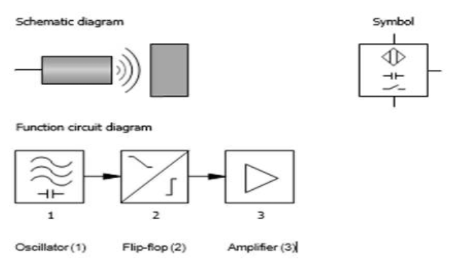 Schematic diagram
Symbol
Function circuit diagram
1 2 3
Oscillator (1) Flip-flop (2) Amplifier (3)